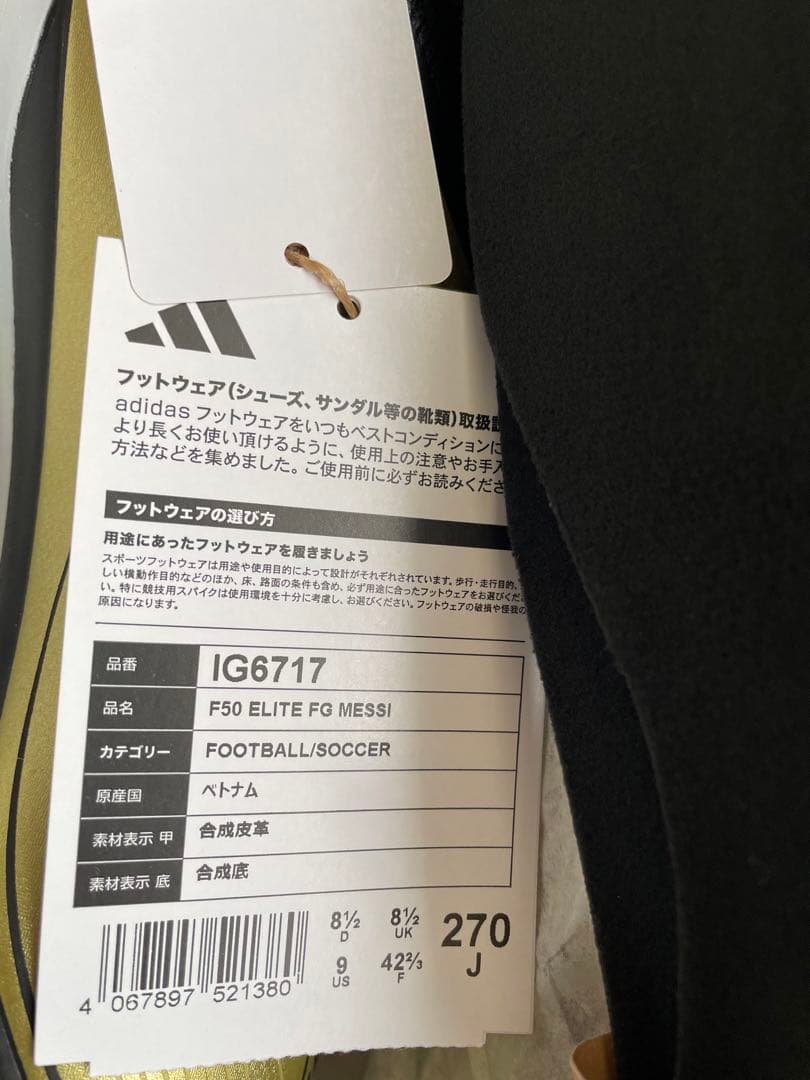 フットウェア(シューズ、サンダル等の靴類)取扱
adidas フットウェアをいつもベストコンディションに
より長くお使い頂けるように、使用上の注意やお手入
方法などを集めました。ご使用前に必ずお読みくださ
フットウェアの選び方
用途にあったフットウェアを履きましょう
スポーツフットウェアは用途や使用目的によって設計がそれぞれされています。歩行・走行目的、
しい横動作目的などのほか、床、路面の条件も含め、必ず用途に合ったフットウェアをお選びくだ
い。特に競技用スパイクは使用環境を十分に考慮し、お選びください。フットウェアの破損や怪我の
原因になります。
品番 IG6717
品名 F50 ELITE FG MESSI
カテゴリー FOOTBALL/SOCCER
原産国 ベトナム
素材表示 甲 合成皮革
素材表示 底 合成底
8½ D 8½ UK 270 J
9 US 42⅔ F
4 067897 521380